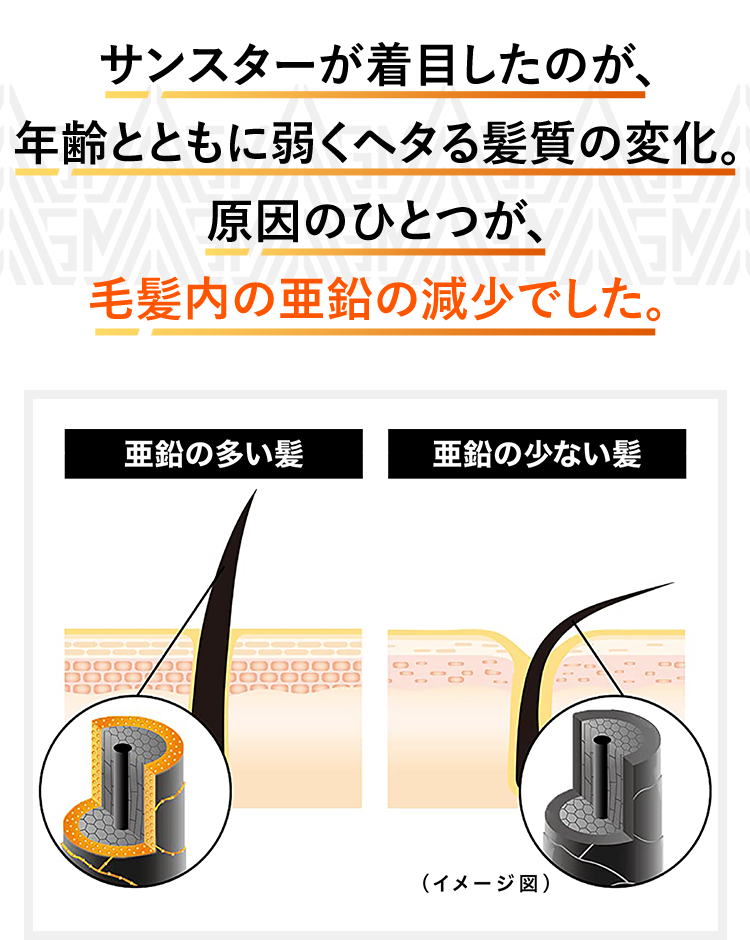 サンスターが着目したのが、
年齢とともに弱くヘタる髪質の変化。
原因のひとつが、
毛髪内の亜鉛の減少でした。
亜鉛の多い髪
亜鉛の少ない髪
（イメージ図）